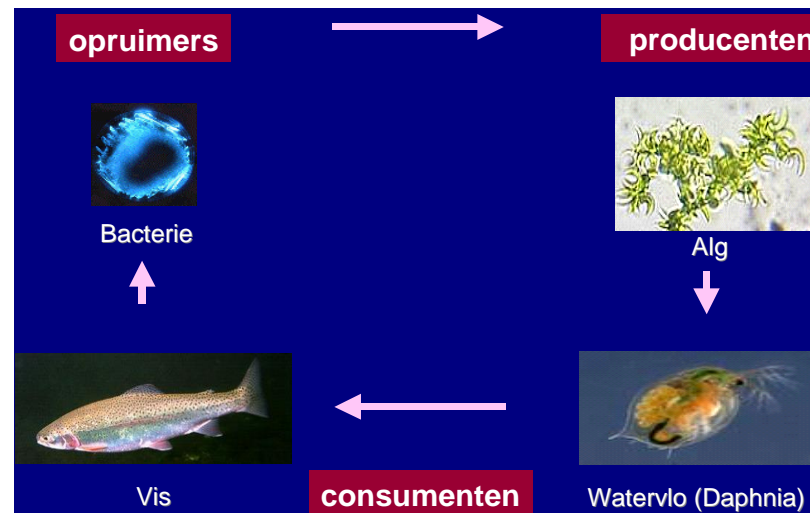 opruimers
producenten
Bacterie
Alg
Vis
consumenten
Watervlo (Daphnia)